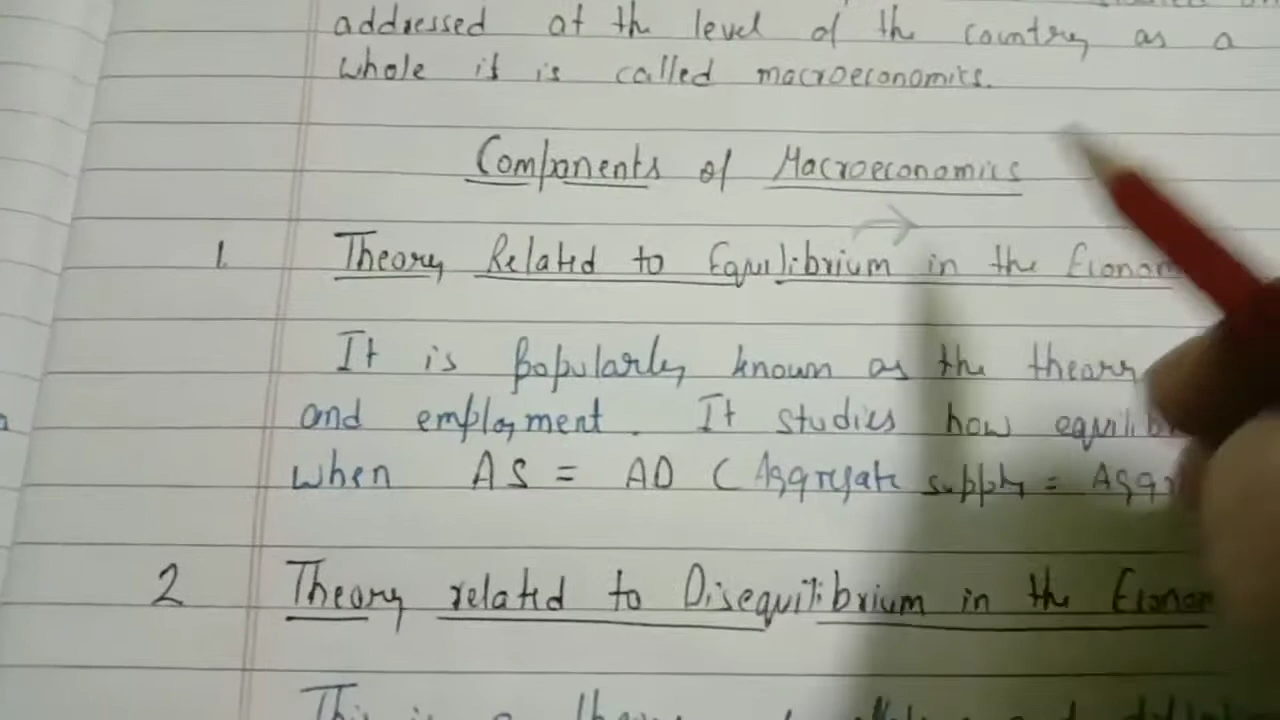 addressed at the level of the country as a
whole it is called macroeconomics.
Components of Macroeconomics
1. Theory Related to Equilibrium in the
It is popularly known as the theory
and employment. It studies how
when AS = AD ( Aggregate supply =
2 Theory related to Disequilibrium in the
This is a